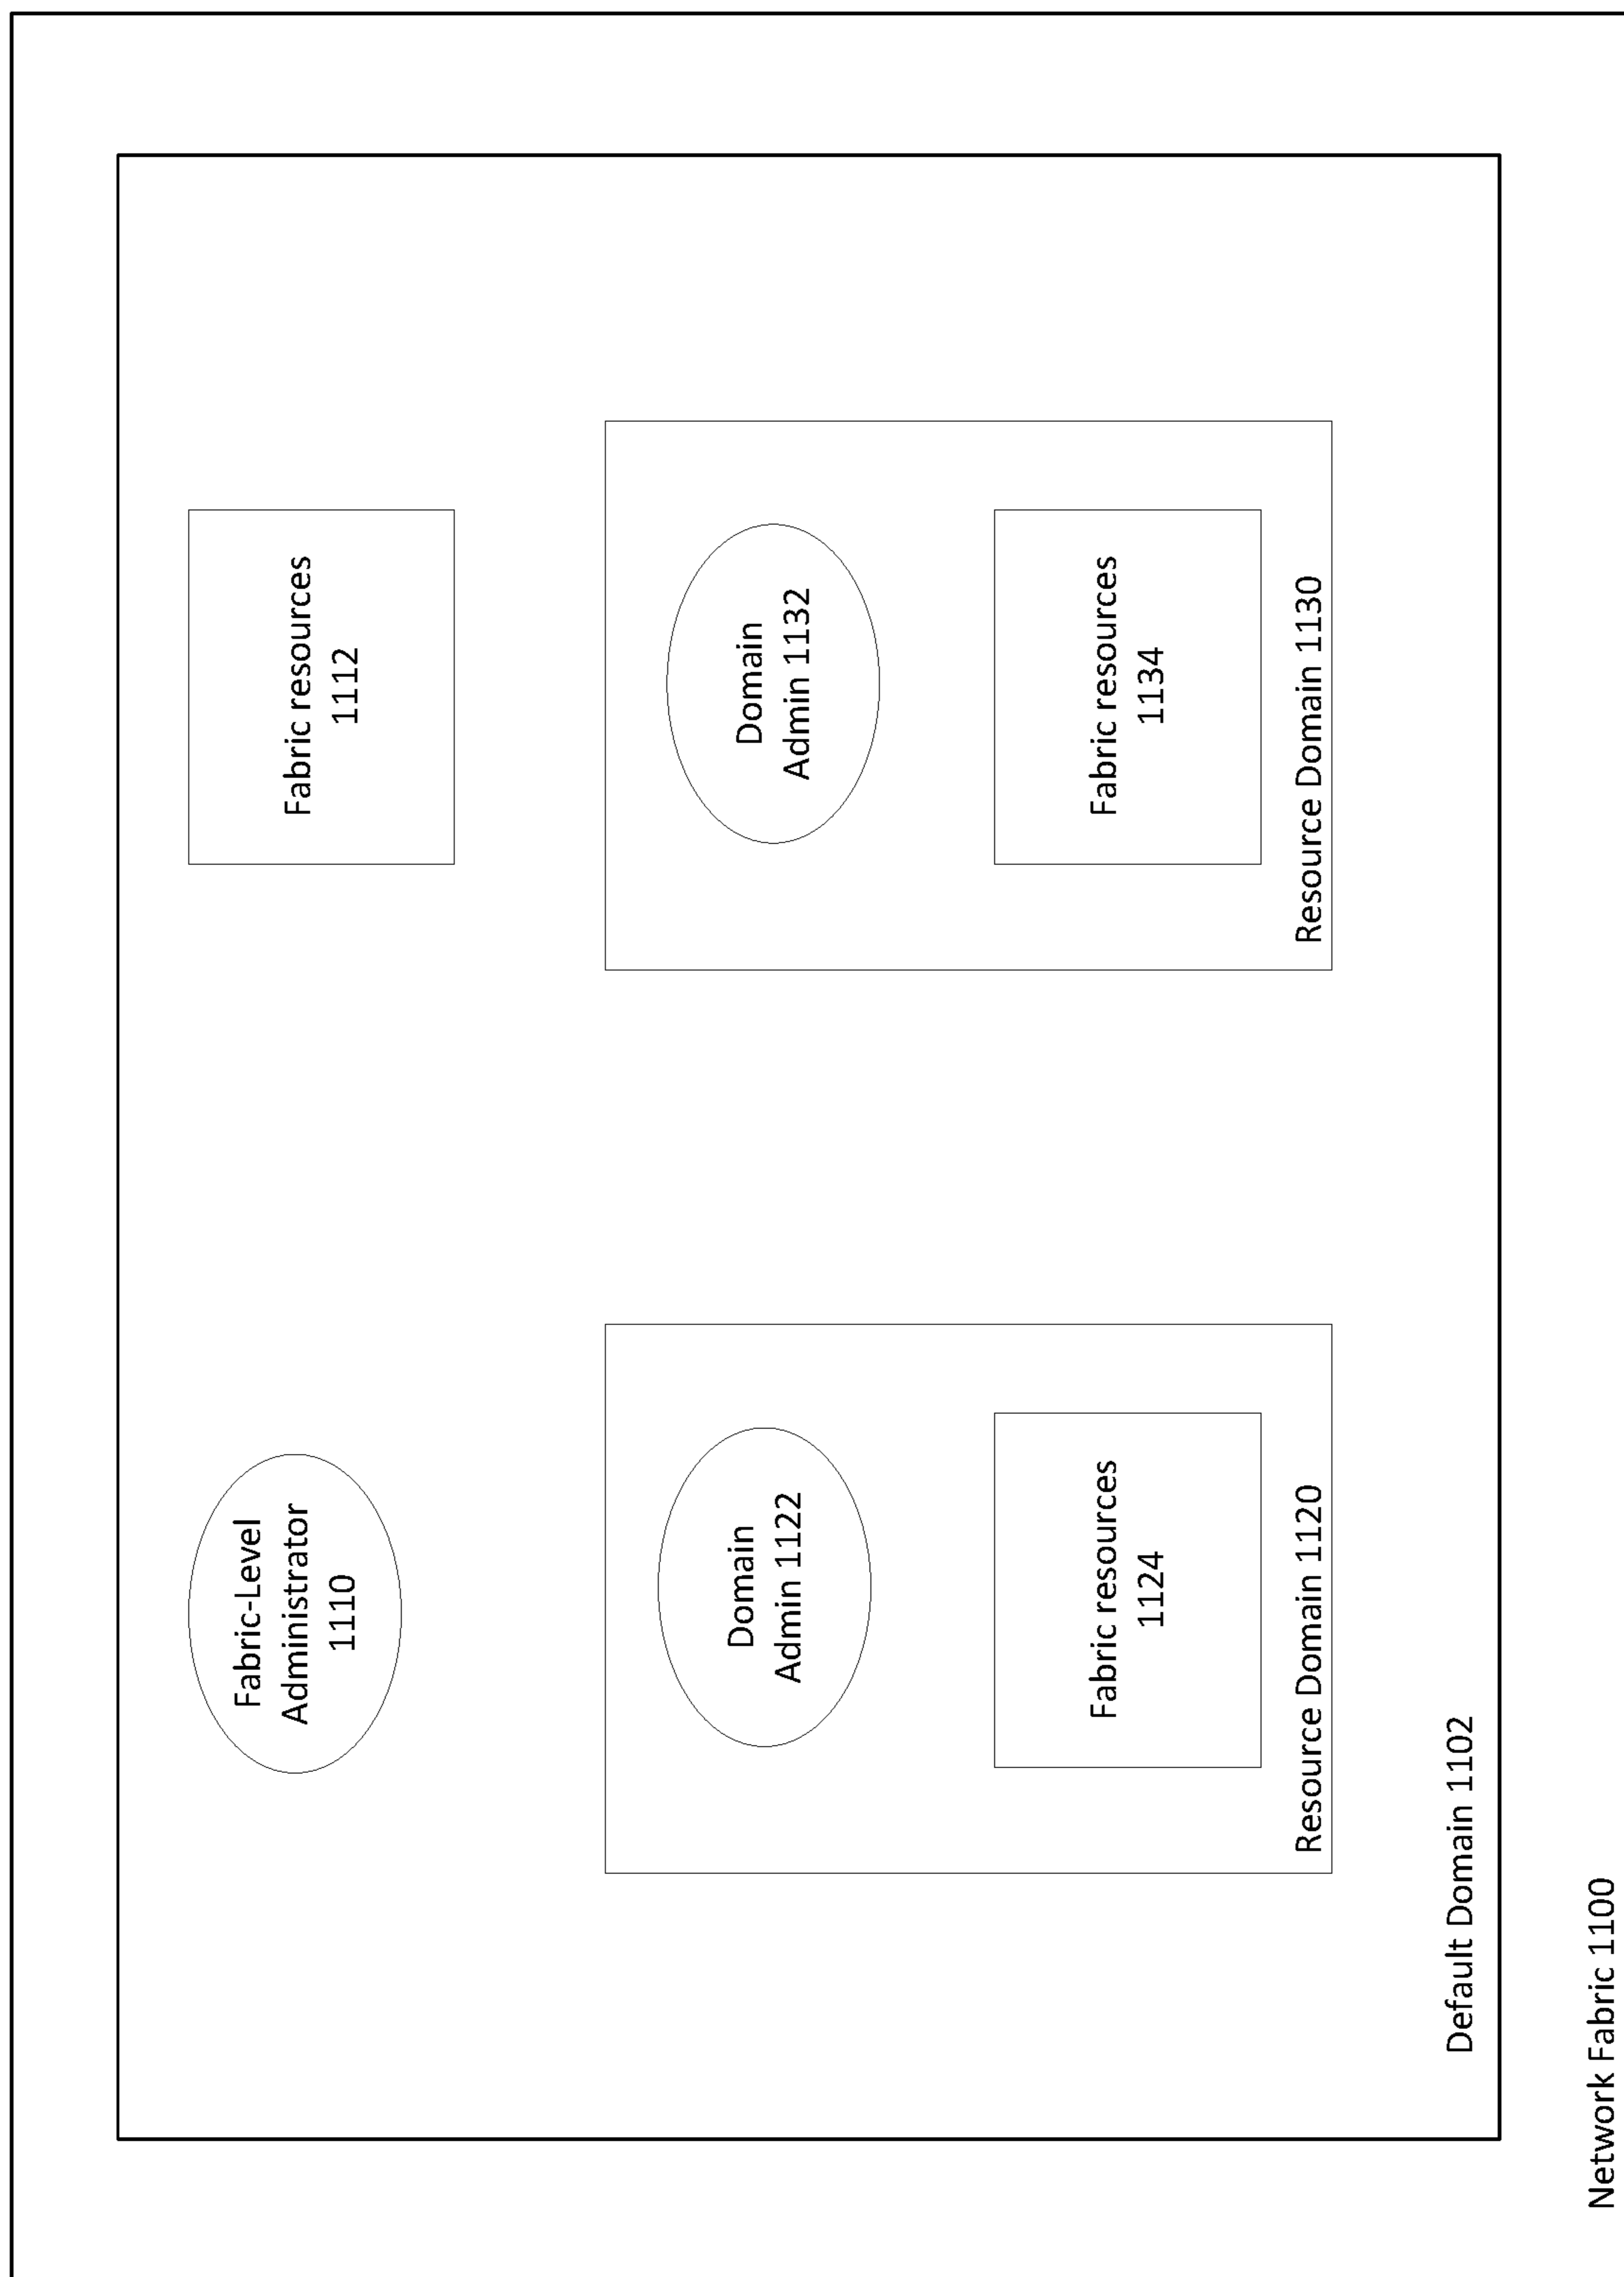 Fabric-Level
Administrator
1110
Fabric resources
1112
Domain
Admin 1122
Fabric resources
1124
Resource Domain 1120
Domain
Admin 1132
Fabric resources
1134
Resource Domain 1130
Default Domain 1102
Network Fabric 1100